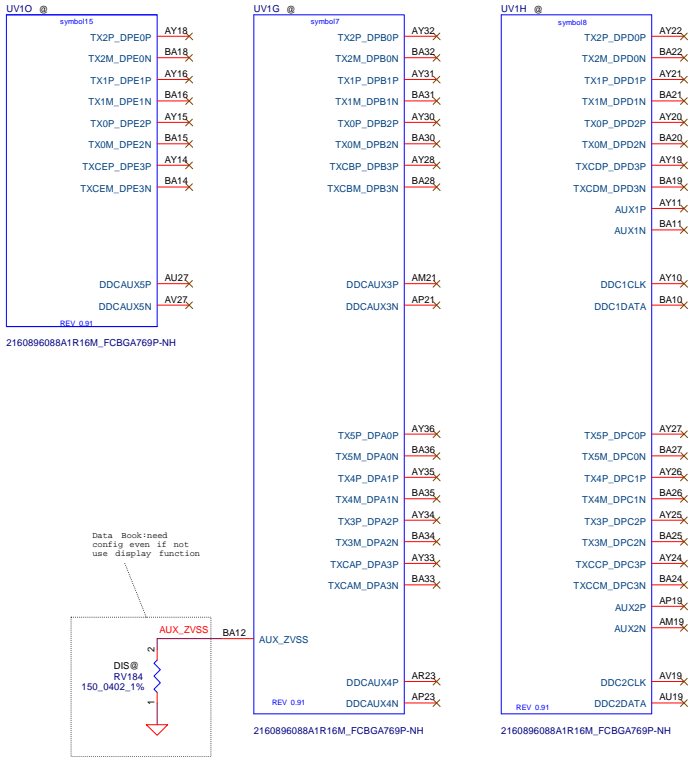 UV1O @
symbol15
TX2P_DPE0P AY18
TX2M_DPE0N BA18
TX1P_DPE1P AY16
TX1M_DPE1N BA16
TX0P_DPE2P AY15
TX0M_DPE2N BA15
TXCEP_DPE3P AY14
TXCEM_DPE3N BA14
DDCAUX5P AU27
DDCAUX5N AV27
REV 0.91
2160896088A1R16M_FCBGA769P-NH
UV1G @
symbol7
TX2P_DPB0P AY32
TX2M_DPB0N BA32
TX1P_DPB1P AY31
TX1M_DPB1N BA31
TX0P_DPB2P AY30
TX0M_DPB2N BA30
TXCBP_DPB3P AY28
TXCBM_DPB3N BA28
DDCAUX3P AM21
DDCAUX3N AP21
TX5P_DPA0P AY36
TX5M_DPA0N BA36
TX4P_DPA1P AY35
TX4M_DPA1N BA35
TX3P_DPA2P AY34
TX3M_DPA2N BA34
TXCAP_DPA3P AY33
TXCAM_DPA3N BA33
AUX_ZVSS BA12 AUX_ZVSS
DDCAUX4P AR23
DDCAUX4N AP23
REV 0.91
2160896088A1R16M_FCBGA769P-NH
Data Book:need
config even if not
use display function
2
DIS@
RV184
150_0402_1%
1
UV1H @
symbol8
TX2P_DPD0P AY22
TX2M_DPD0N BA22
TX1P_DPD1P AY21
TX1M_DPD1N BA21
TX0P_DPD2P AY20
TX0M_DPD2N BA20
TXCDP_DPD3P AY19
TXCDM_DPD3N BA19
AUX1P AY11
AUX1N BA11
DDC1CLK AY10
DDC1DATA BA10
TX5P_DPC0P AY27
TX5M_DPC0N BA27
TX4P_DPC1P AY26
TX4M_DPC1N BA26
TX3P_DPC2P AY25
TX3M_DPC2N BA25
TXCCP_DPC3P AY24
TXCCM_DPC3N BA24
AUX2P AP19
AUX2N AM19
DDC2CLK AV19
DDC2DATA AU19
REV 0.91
2160896088A1R16M_FCBGA769P-NH